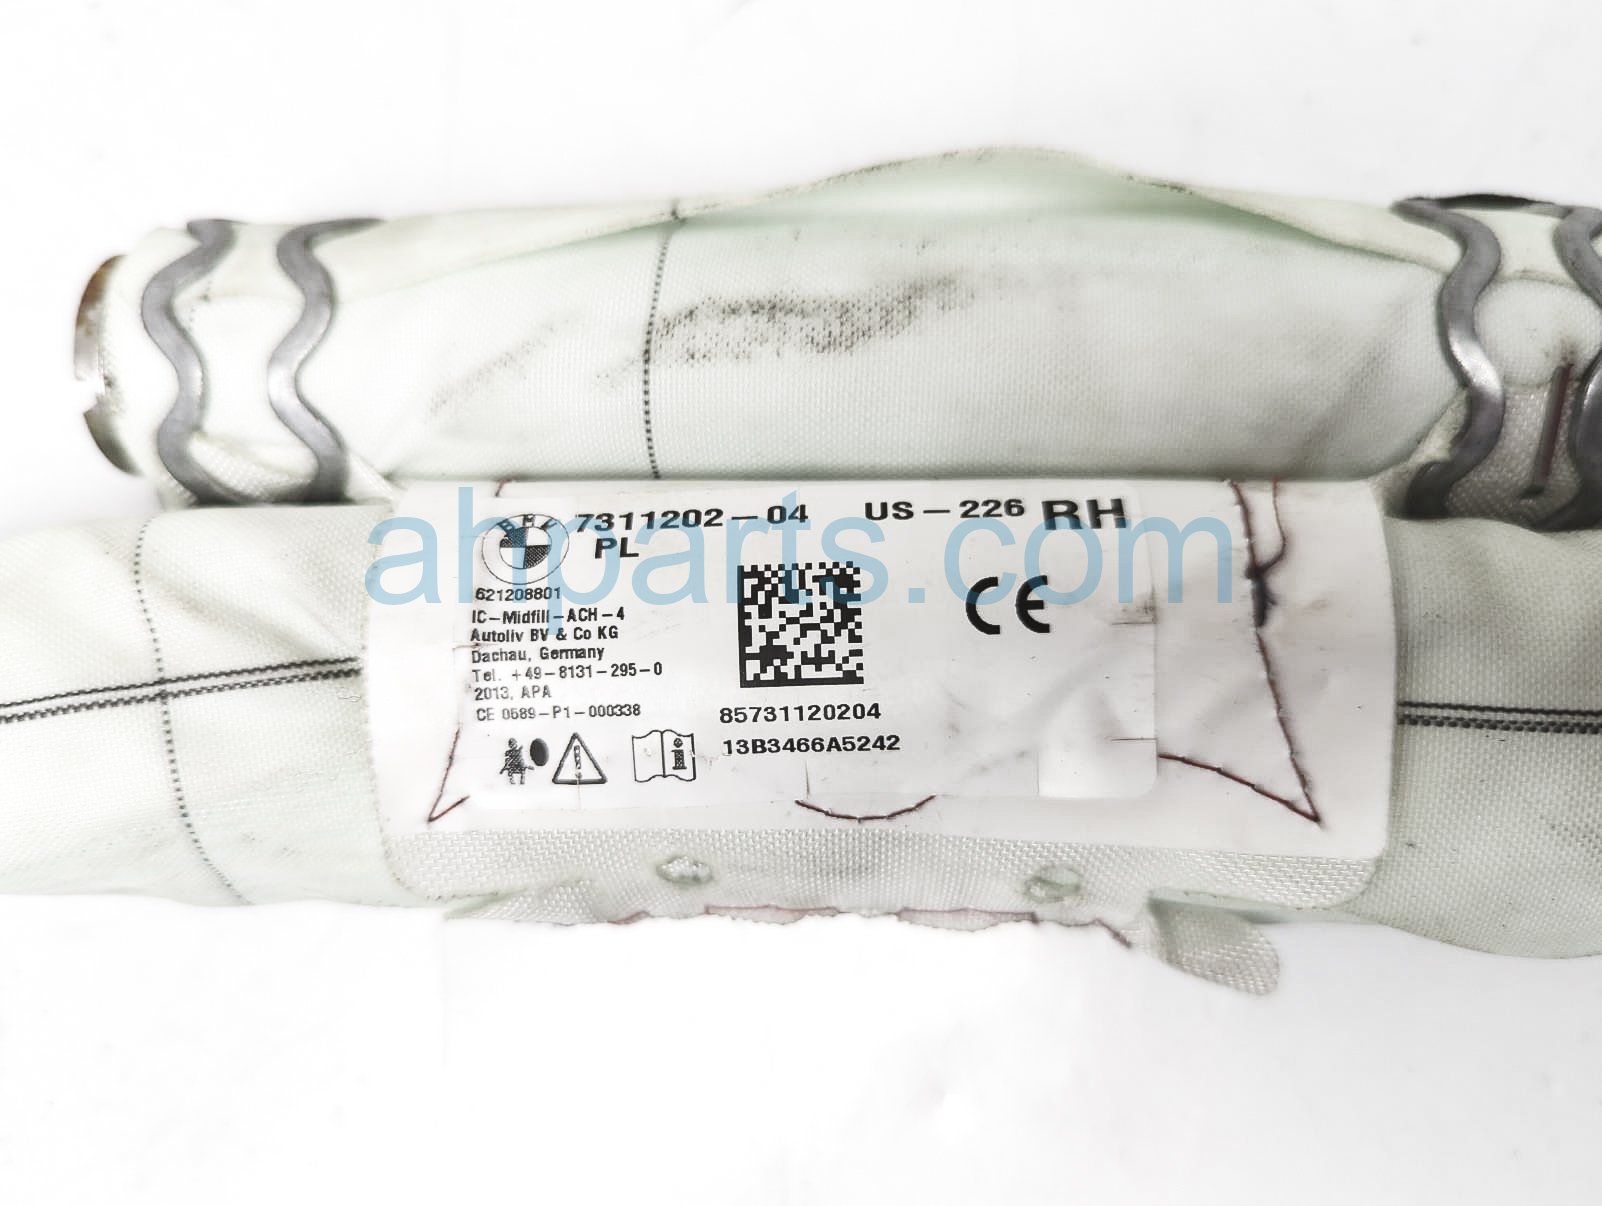 BMW 7311202-04 US-226 RH
PL
621208801
IC-Midfill-ACH-4
Autoliv BV & Co KG
Dachau, Germany
Tel. +49-8131-295-0
2013, APA
CE 0589-P1-000338
CE
85731120204
13B3466A5242
ahparts.com